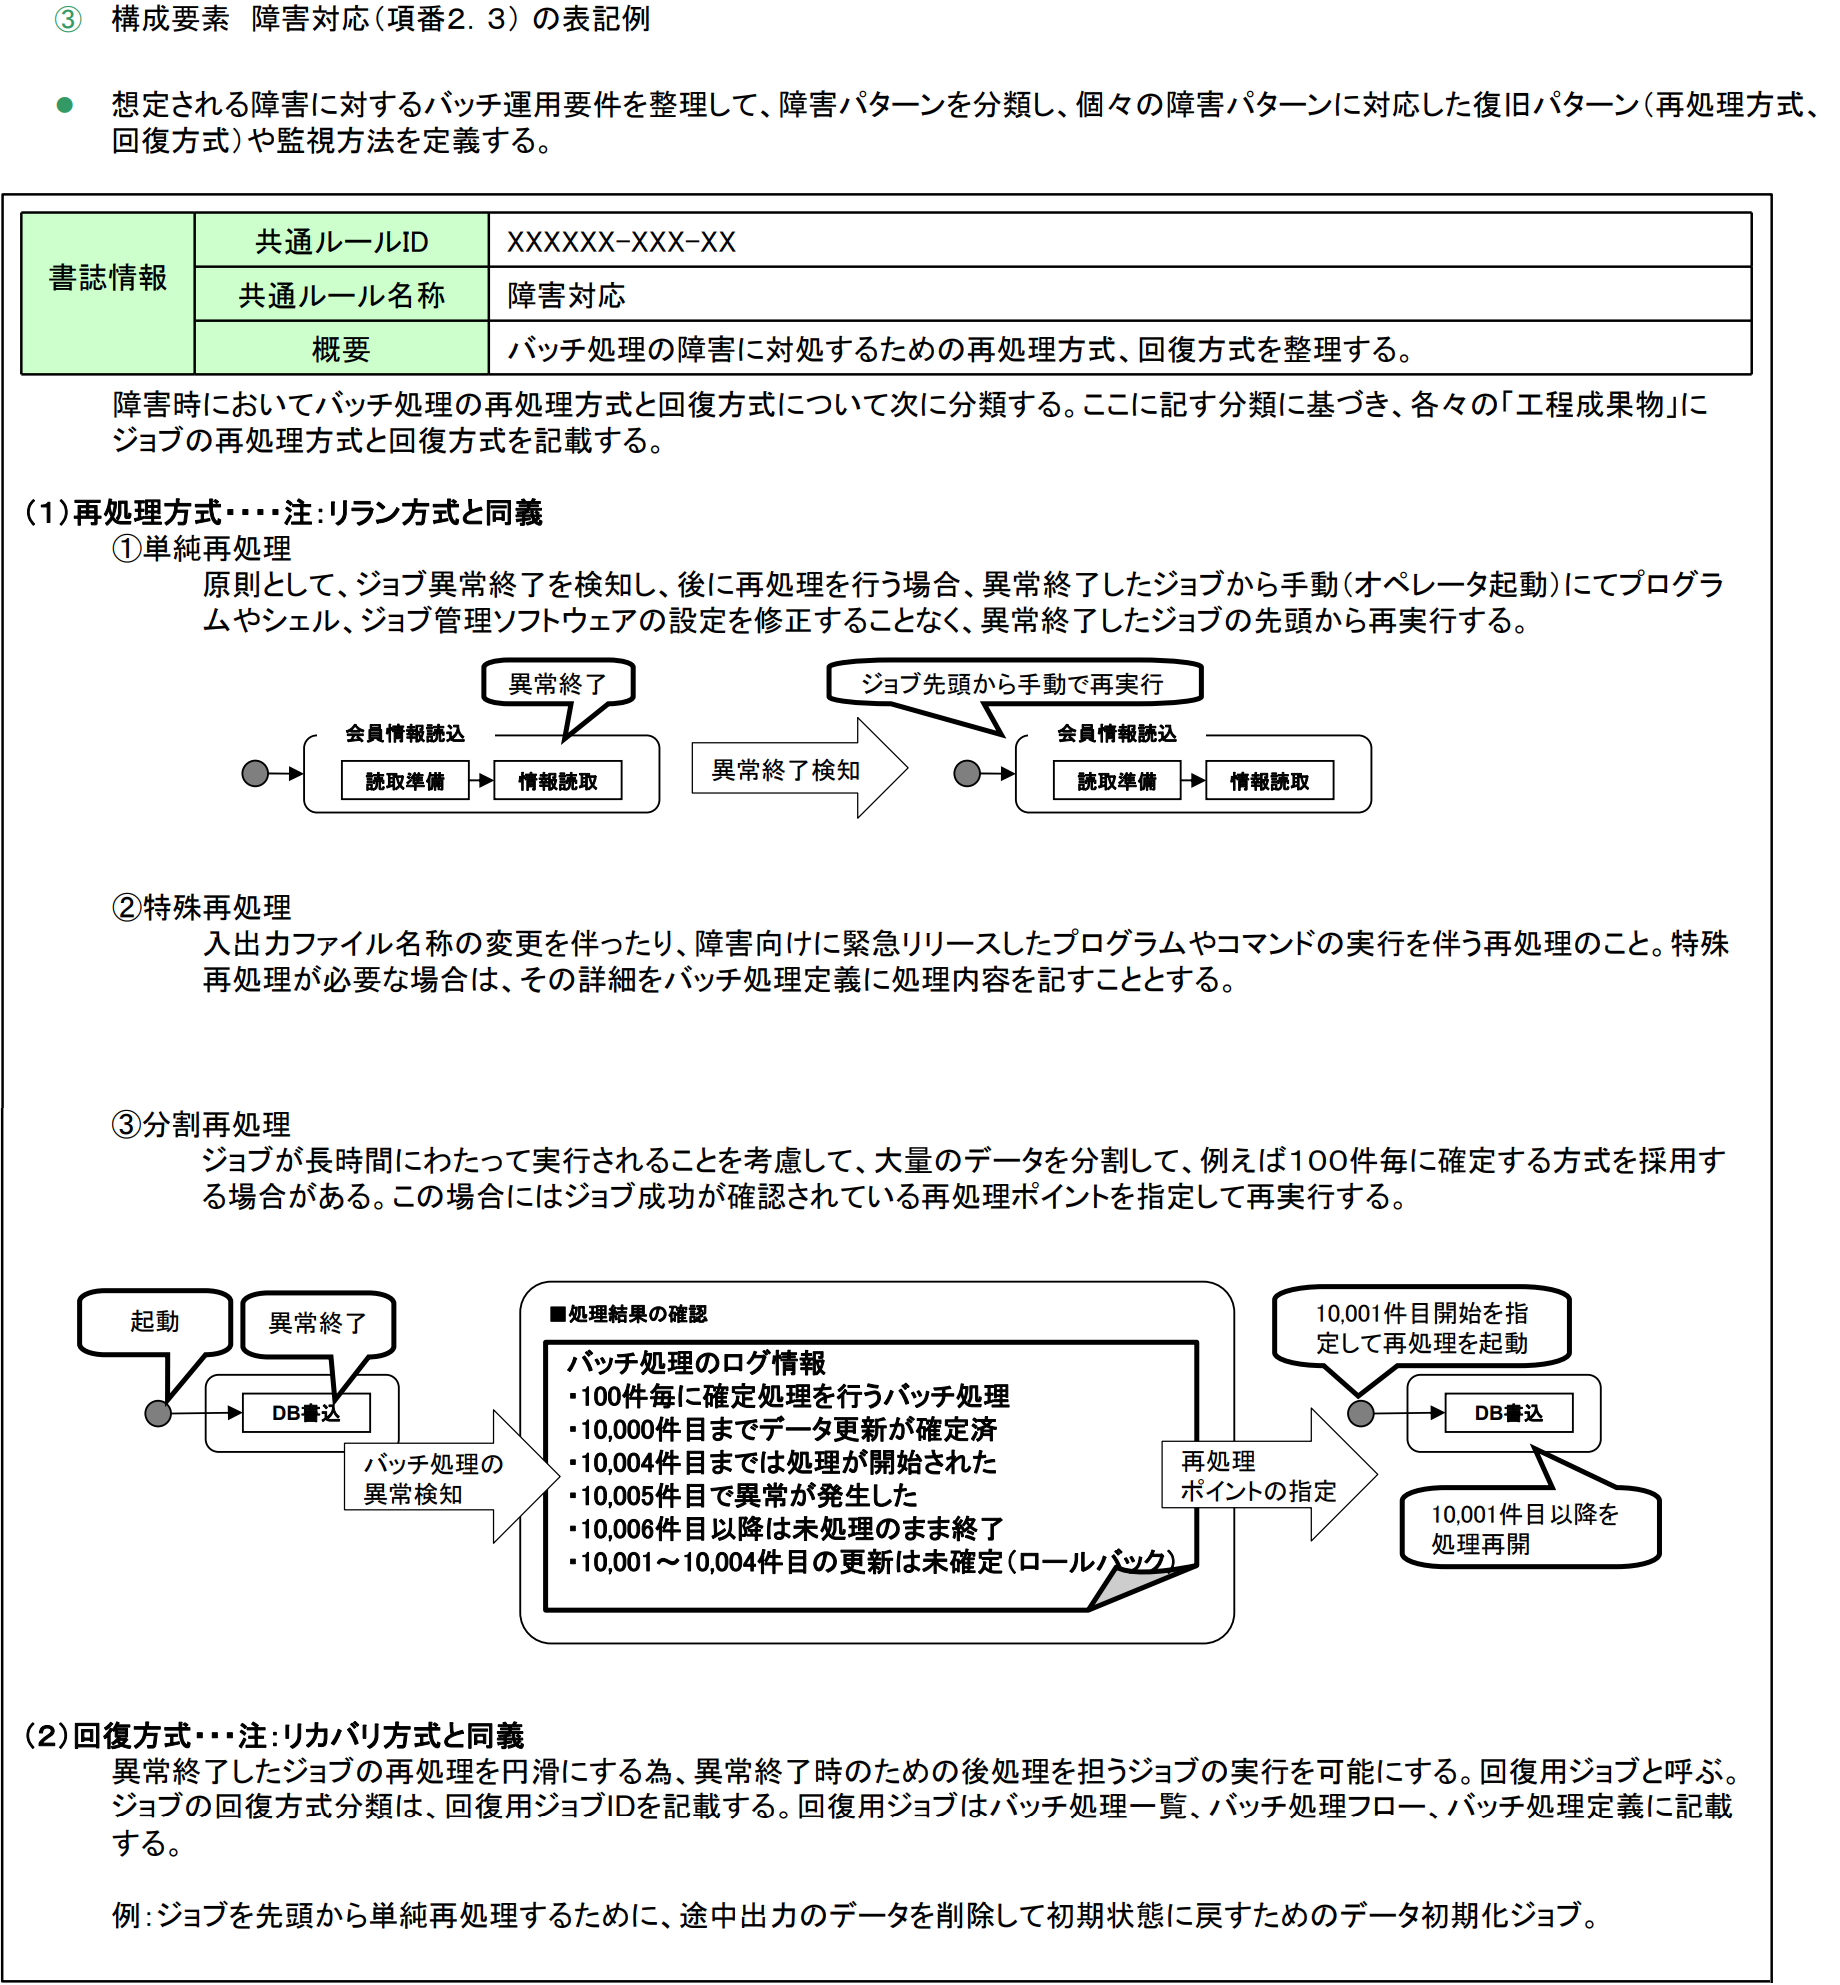 ③ 構成要素 障害対応（項番２．３）の表記例
● 想定される障害に対するバッチ運用要件を整理して、障害パターンを分類し、個々の障害パターンに対応した復旧パターン（再処理方式、
回復方式）や監視方法を定義する。
書誌情報
共通ルールID XXXXXX-XXX-XX
共通ルール名称 障害対応
概要 バッチ処理の障害に対処するための再処理方式、回復方式を整理する。
障害時においてバッチ処理の再処理方式と回復方式について次に分類する。ここに記す分類に基づき、各々の「工程成果物」に
ジョブの再処理方式と回復方式を記載する。
（１）再処理方式・・・・注：リラン方式と同義
①単純再処理
原則として、ジョブ異常終了を検知し、後に再処理を行う場合、異常終了したジョブから手動（オペレータ起動）にてプログラ
ムやシェル、ジョブ管理ソフトウェアの設定を修正することなく、異常終了したジョブの先頭から再実行する。
異常終了
会員情報読込
読取準備
情報読取
異常終了検知
ジョブ先頭から手動で再実行
会員情報読込
読取準備
情報読取
②特殊再処理
入出力ファイル名称の変更を伴ったり、障害向けに緊急リリースしたプログラムやコマンドの実行を伴う再処理のこと。特殊
再処理が必要な場合は、その詳細をバッチ処理定義に処理内容を記すこととする。
③分割再処理
ジョブが長時間にわたって実行されることを考慮して、大量のデータを分割して、例えば１００件毎に確定する方式を採用す
る場合がある。この場合にはジョブ成功が確認されている再処理ポイントを指定して再実行する。
起動
異常終了
DB書込
バッチ処理の
異常検知
■処理結果の確認
バッチ処理のログ情報
・100件毎に確定処理を行うバッチ処理
・10,000件目までデータ更新が確定済
・10,004件目までは処理が開始された
・10,005件目で異常が発生した
・10,006件目以降は未処理のまま終了
・10,001～10,004件目の更新は未確定（ロールバック）
再処理
ポイントの指定
10,001件目開始を指
定して再処理を起動
DB書込
10,001件目以降を
処理再開
（２）回復方式・・・注：リカバリ方式と同義
異常終了したジョブの再処理を円滑にする為、異常終了時のための後処理を担うジョブの実行を可能にする。回復用ジョブと呼ぶ。
ジョブの回復方式分類は、回復用ジョブIDを記載する。回復用ジョブはバッチ処理一覧、バッチ処理フロー、バッチ処理定義に記載
する。
例：ジョブを先頭から単純再処理するために、途中出力のデータを削除して初期状態に戻すためのデータ初期化ジョブ。